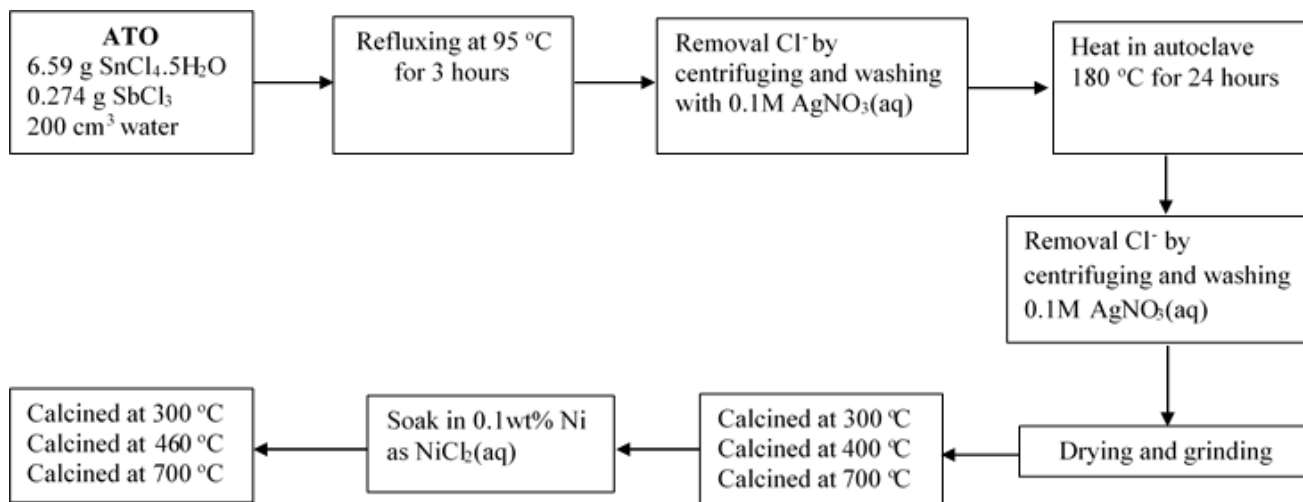 ATO
6.59 g SnCl₄.5H₂O
0.274 g SbCl₃
200 cm³ water
Refluxing at 95 °C
for 3 hours
Removal Cl⁻ by
centrifuging and washing
with 0.1M AgNO₃(aq)
Heat in autoclave
180 °C for 24 hours
Removal Cl⁻ by
centrifuging and washing
0.1M AgNO₃(aq)
Drying and grinding
Calcined at 300 °C
Calcined at 400 °C
Calcined at 700 °C
Soak in 0.1wt% Ni
as NiCl₂(aq)
Calcined at 300 °C
Calcined at 460 °C
Calcined at 700 °C